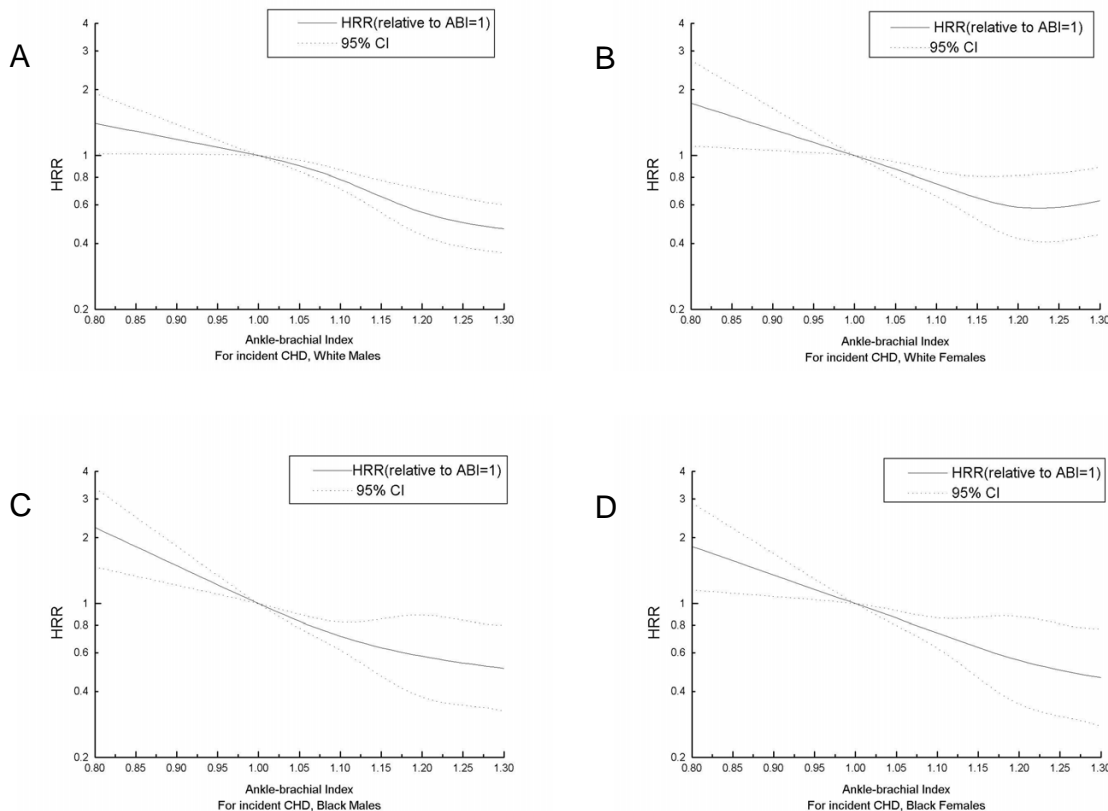 A
HRR(relative to ABI=1)
95% CI
4
3
2
1
0.8
0.6
0.4
0.2
HRR
0.80 0.85 0.90 0.95 1.00 1.05 1.10 1.15 1.20 1.25 1.30
Ankle-brachial Index
For incident CHD, White Males
B
HRR(relative to ABI=1)
95% CI
4
3
2
1
0.8
0.6
0.4
0.2
HRR
0.80 0.85 0.90 0.95 1.00 1.05 1.10 1.15 1.20 1.25 1.30
Ankle-brachial Index
For incident CHD, White Females
C
HRR(relative to ABI=1)
95% CI
4
3
2
1
0.8
0.6
0.4
0.2
HRR
0.80 0.85 0.90 0.95 1.00 1.05 1.10 1.15 1.20 1.25 1.30
Ankle-brachial Index
For incident CHD, Black Males
D
HRR(relative to ABI=1)
95% CI
4
3
2
1
0.8
0.6
0.4
0.2
HRR
0.80 0.85 0.90 0.95 1.00 1.05 1.10 1.15 1.20 1.25 1.30
Ankle-brachial Index
For incident CHD, Black Females